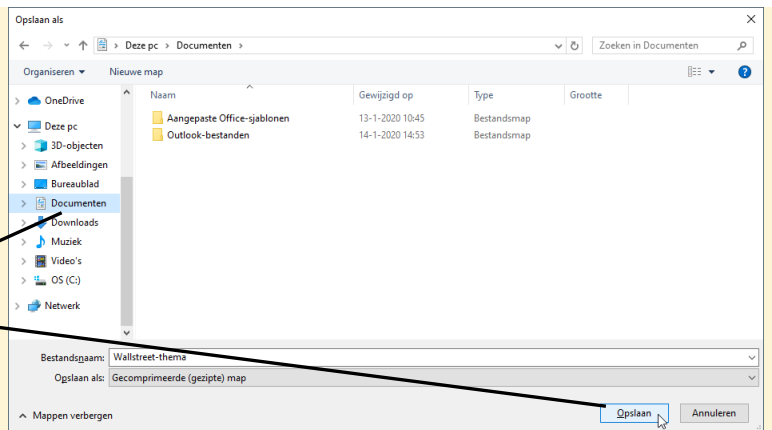 Opslaan als
Deze pc > Documenten >
Zoeken in Documenten
Organiseren
Nieuwe map
Naam
Gewijzigd op
Type
Grootte
OneDrive
Deze pc
3D-objecten
Afbeeldingen
Bureaublad
Documenten
Downloads
Muziek
Video's
OS (C:)
Netwerk
Aangepaste Office-sjablonen 13-1-2020 10:45 Bestandsmap
Outlook-bestanden 14-1-2020 14:53 Bestandsmap
Bestandsnaam: Wallstreet-thema
Opslaan als: Gecomprimeerde (gezipte) map
Mappen verbergen
Opslaan
Annuleren